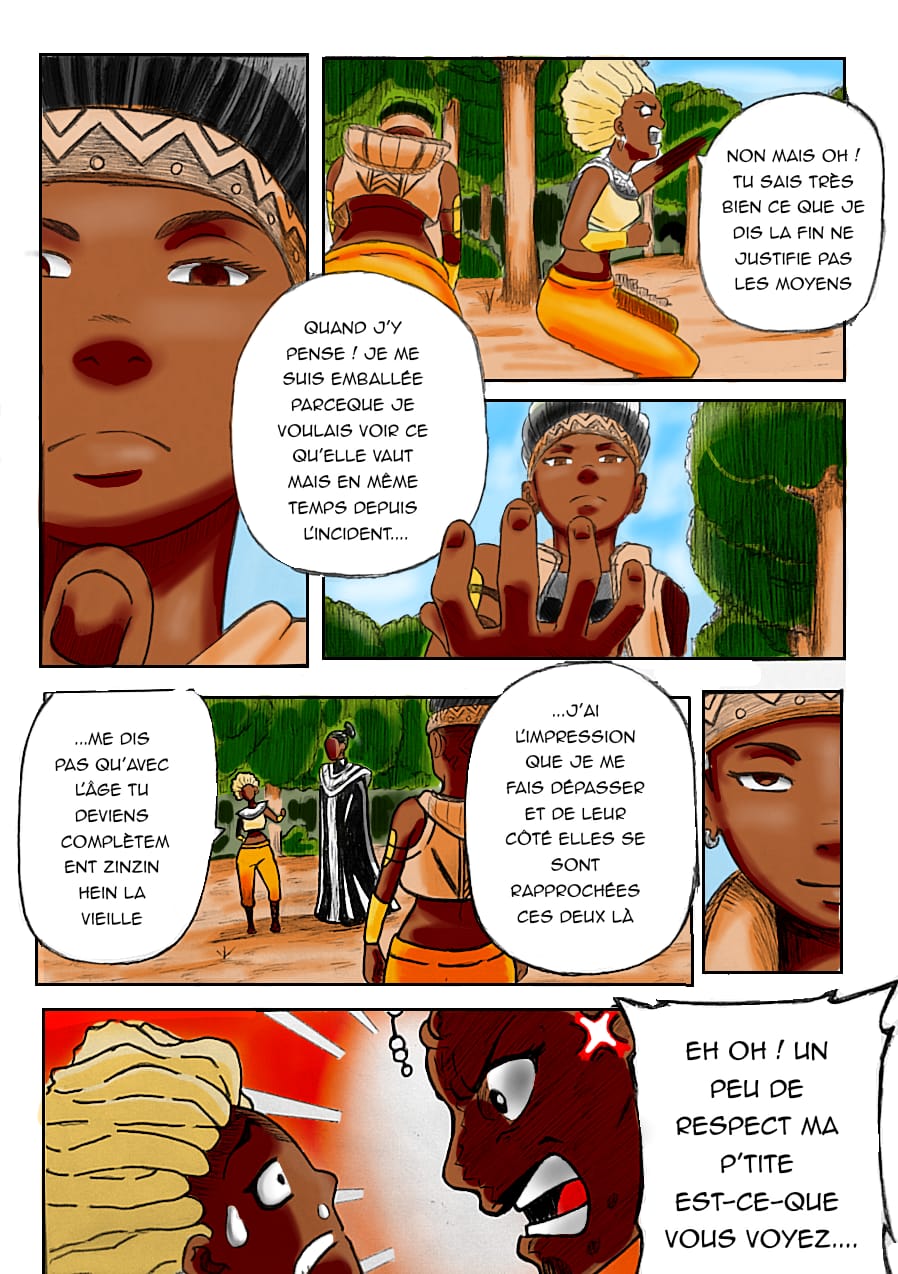 NON MAIS OH !
TU SAIS TRÈS
BIEN CE QUE JE
DIS LA FIN NE
JUSTIFIE PAS
LES MOYENS
QUAND J'Y
PENSE ! JE ME
SUIS EMBALLÉE
PARCEQUE JE
VOULAIS VOIR CE
QU'ELLE VAUT
MAIS EN MÊME
TEMPS DEPUIS
L'INCIDENT....
...ME DIS
PAS QU'AVEC
L'ÂGE TU
DEVIENS
COMPLÈTEM
ENT ZINZIN
HEIN LA
VIEILLE
...J'AI
L'IMPRESSION
QUE JE ME
FAIS DÉPASSER
ET DE LEUR
CÔTÉ ELLES SE
SONT
RAPPROCHÉES
CES DEUX LÀ
EH OH ! UN
PEU DE
RESPECT MA
P'TITE
EST-CE-QUE
VOUS VOYEZ....